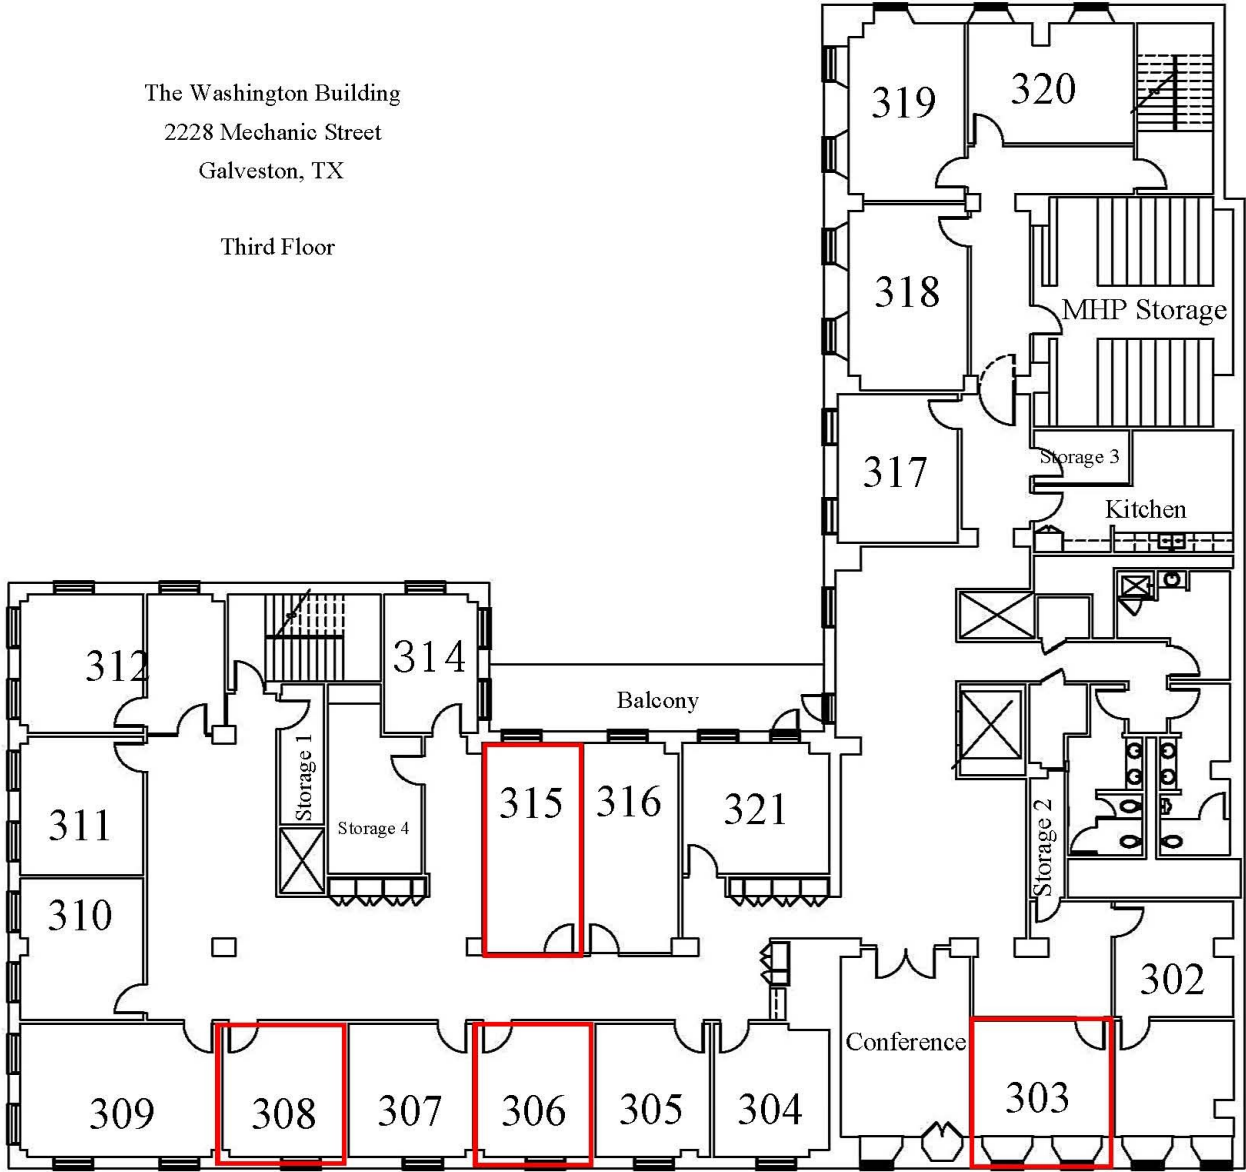 The Washington Building
2228 Mechanic Street
Galveston, TX
Third Floor
319
320
318
MHP Storage
317
Storage 3
Kitchen
312
314
Balcony
311
Storage 1
Storage 4
315
316
321
Storage 2
310
302
309
308
307
306
305
304
Conference
303